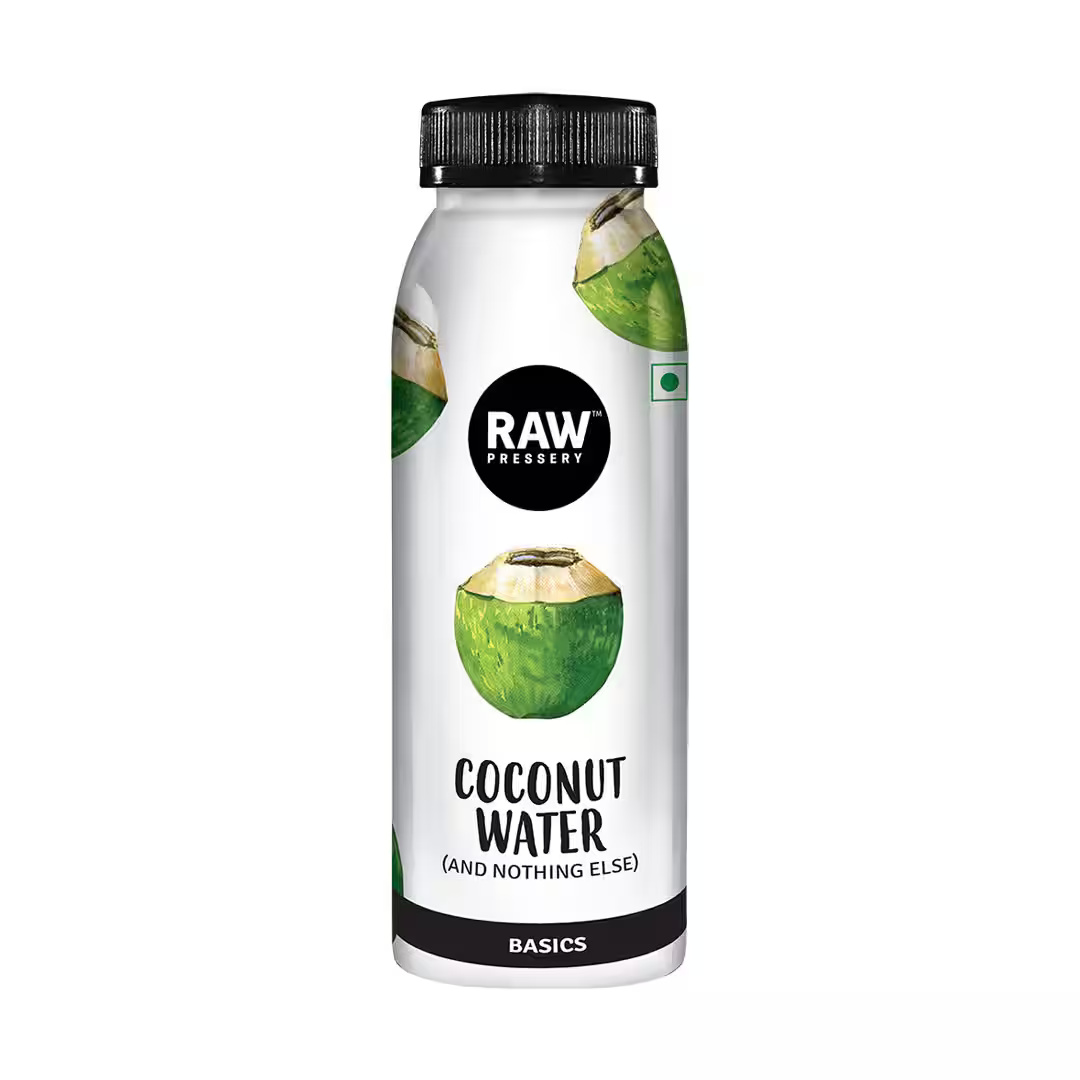 RAW™
PRESSERY
COCONUT
WATER
(AND NOTHING ELSE)
BASICS